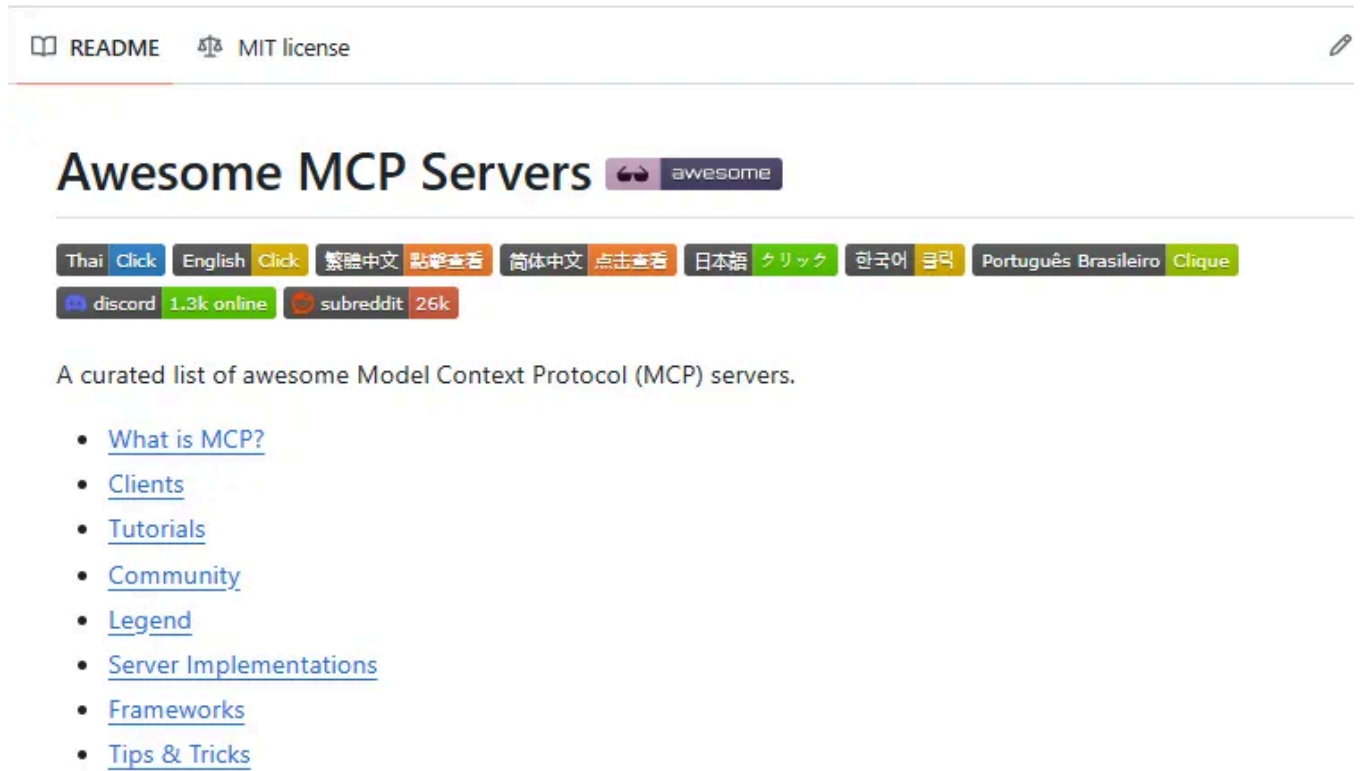 README MIT license
Awesome MCP Servers awesome
Thai Click English Click 繁體中文 點擊查看 简体中文 点击查看 日本語 クリック 한국어 클릭 Português Brasileiro Clique
discord 1.3k online subreddit 26k
A curated list of awesome Model Context Protocol (MCP) servers.
• What is MCP?
• Clients
• Tutorials
• Community
• Legend
• Server Implementations
• Frameworks
• Tips & Tricks